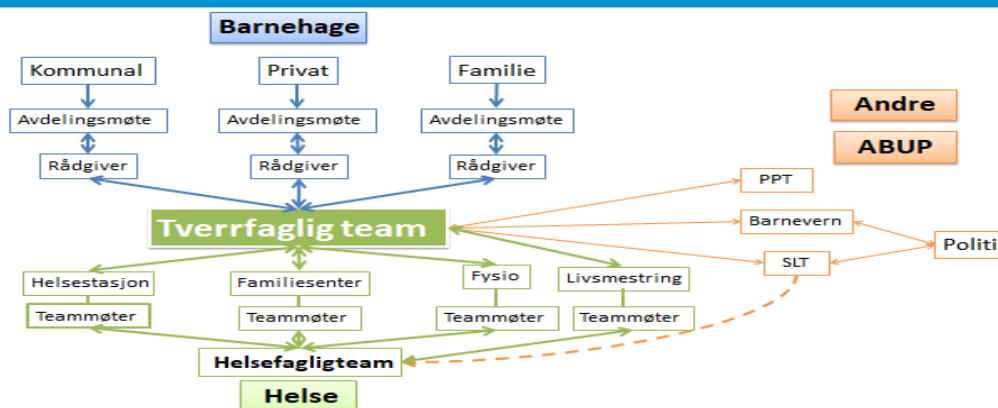 Barnehage
Kommunal Privat Familie
Andre
Avdelingsmøte Avdelingsmøte Avdelingsmøte
ABUP
Rådgiver Rådgiver Rådgiver
PPT
Tverrfaglig team
Barnevern
Politi
SLT
Helsestasjon Familiesenter Fysio Livsmestring
Teammøter Teammøter Teammøter Teammøter
Helsefagligteam
Helse